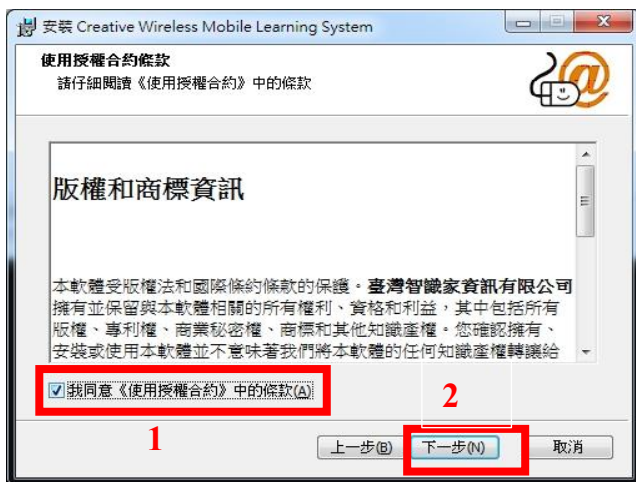 安裝 Creative Wireless Mobile Learning System
使用授權合約條款
請仔細閱讀《使用授權合約》中的條款
版權和商標資訊
本軟體受版權法和國際條約條款的保護。臺灣智識家資訊有限公司
擁有並保留與本軟體相關的所有權利、資格和利益，其中包括所有
版權、專利權、商業秘密權、商標和其他知識產權。您確認擁有、
安裝或使用本軟體並不意味著我們將本軟體的任何知識產權轉讓給
我同意《使用授權合約》中的條款(A)
1
2
上一步(B) 下一步(N) 取消